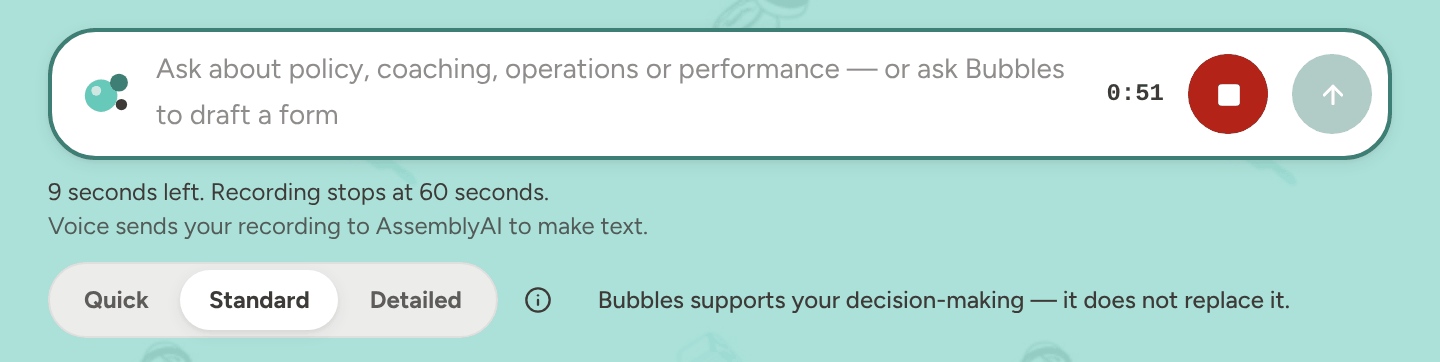 Ask about policy, coaching, operations or performance — or ask Bubbles
to draft a form
0:51
9 seconds left. Recording stops at 60 seconds.
Voice sends your recording to AssemblyAI to make text.
Quick Standard Detailed Bubbles supports your decision-making — it does not replace it.